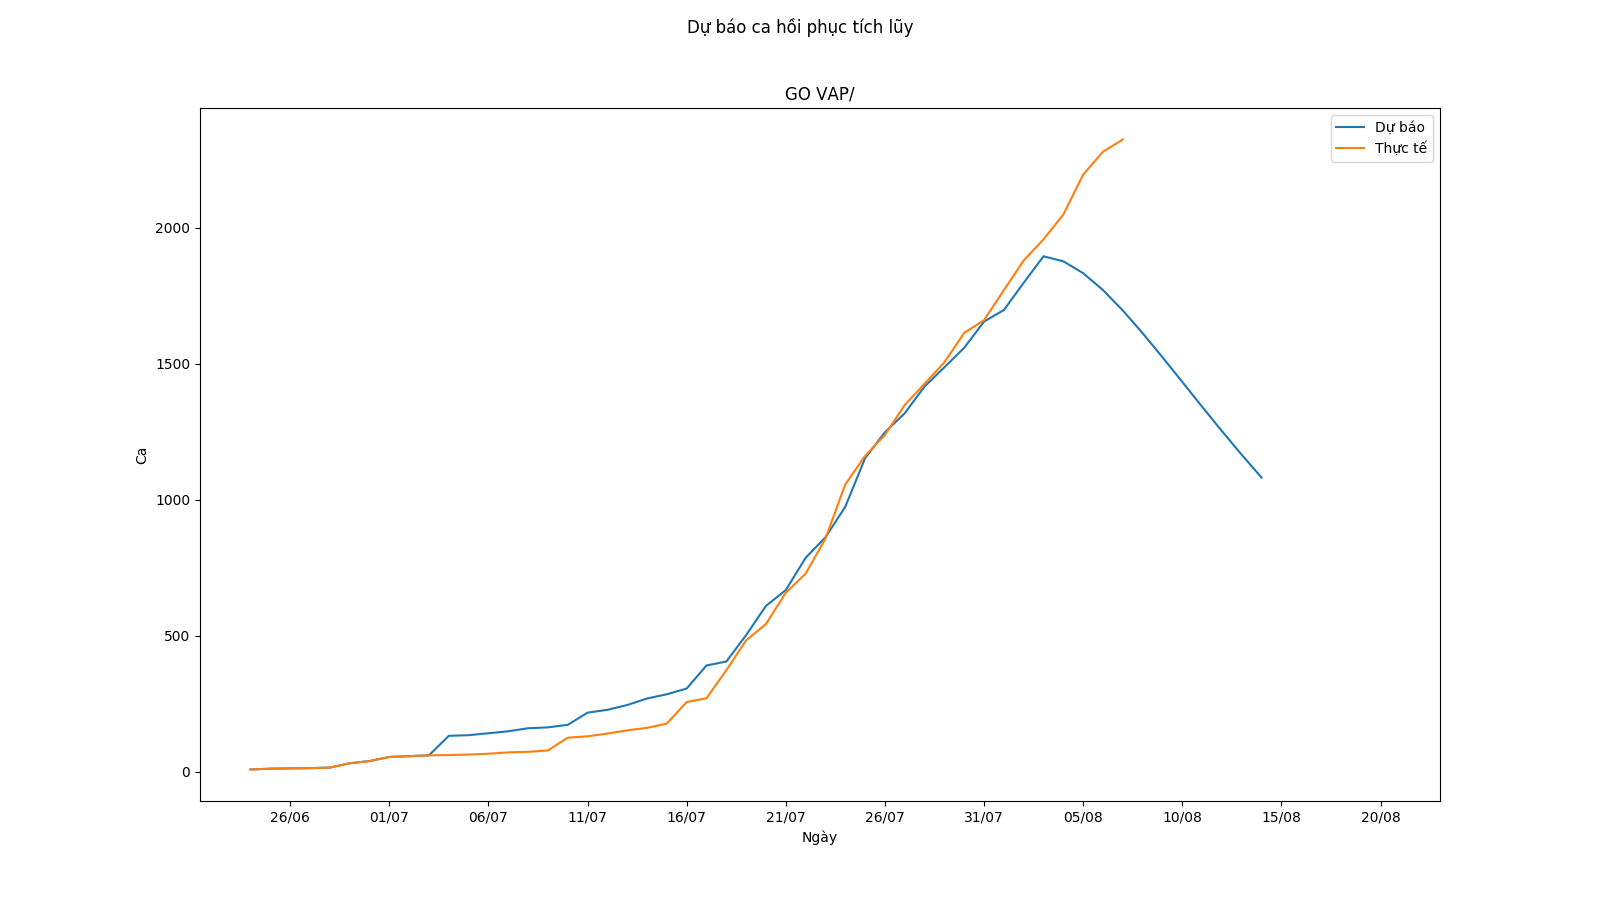 Dự báo ca hồi phục tích lũy
GO VAP/
Dự báo
Thực tế
2000
1500
1000
500
0
Ca
26/06 01/07 06/07 11/07 16/07 21/07 26/07 31/07 05/08 10/08 15/08 20/08
Ngày